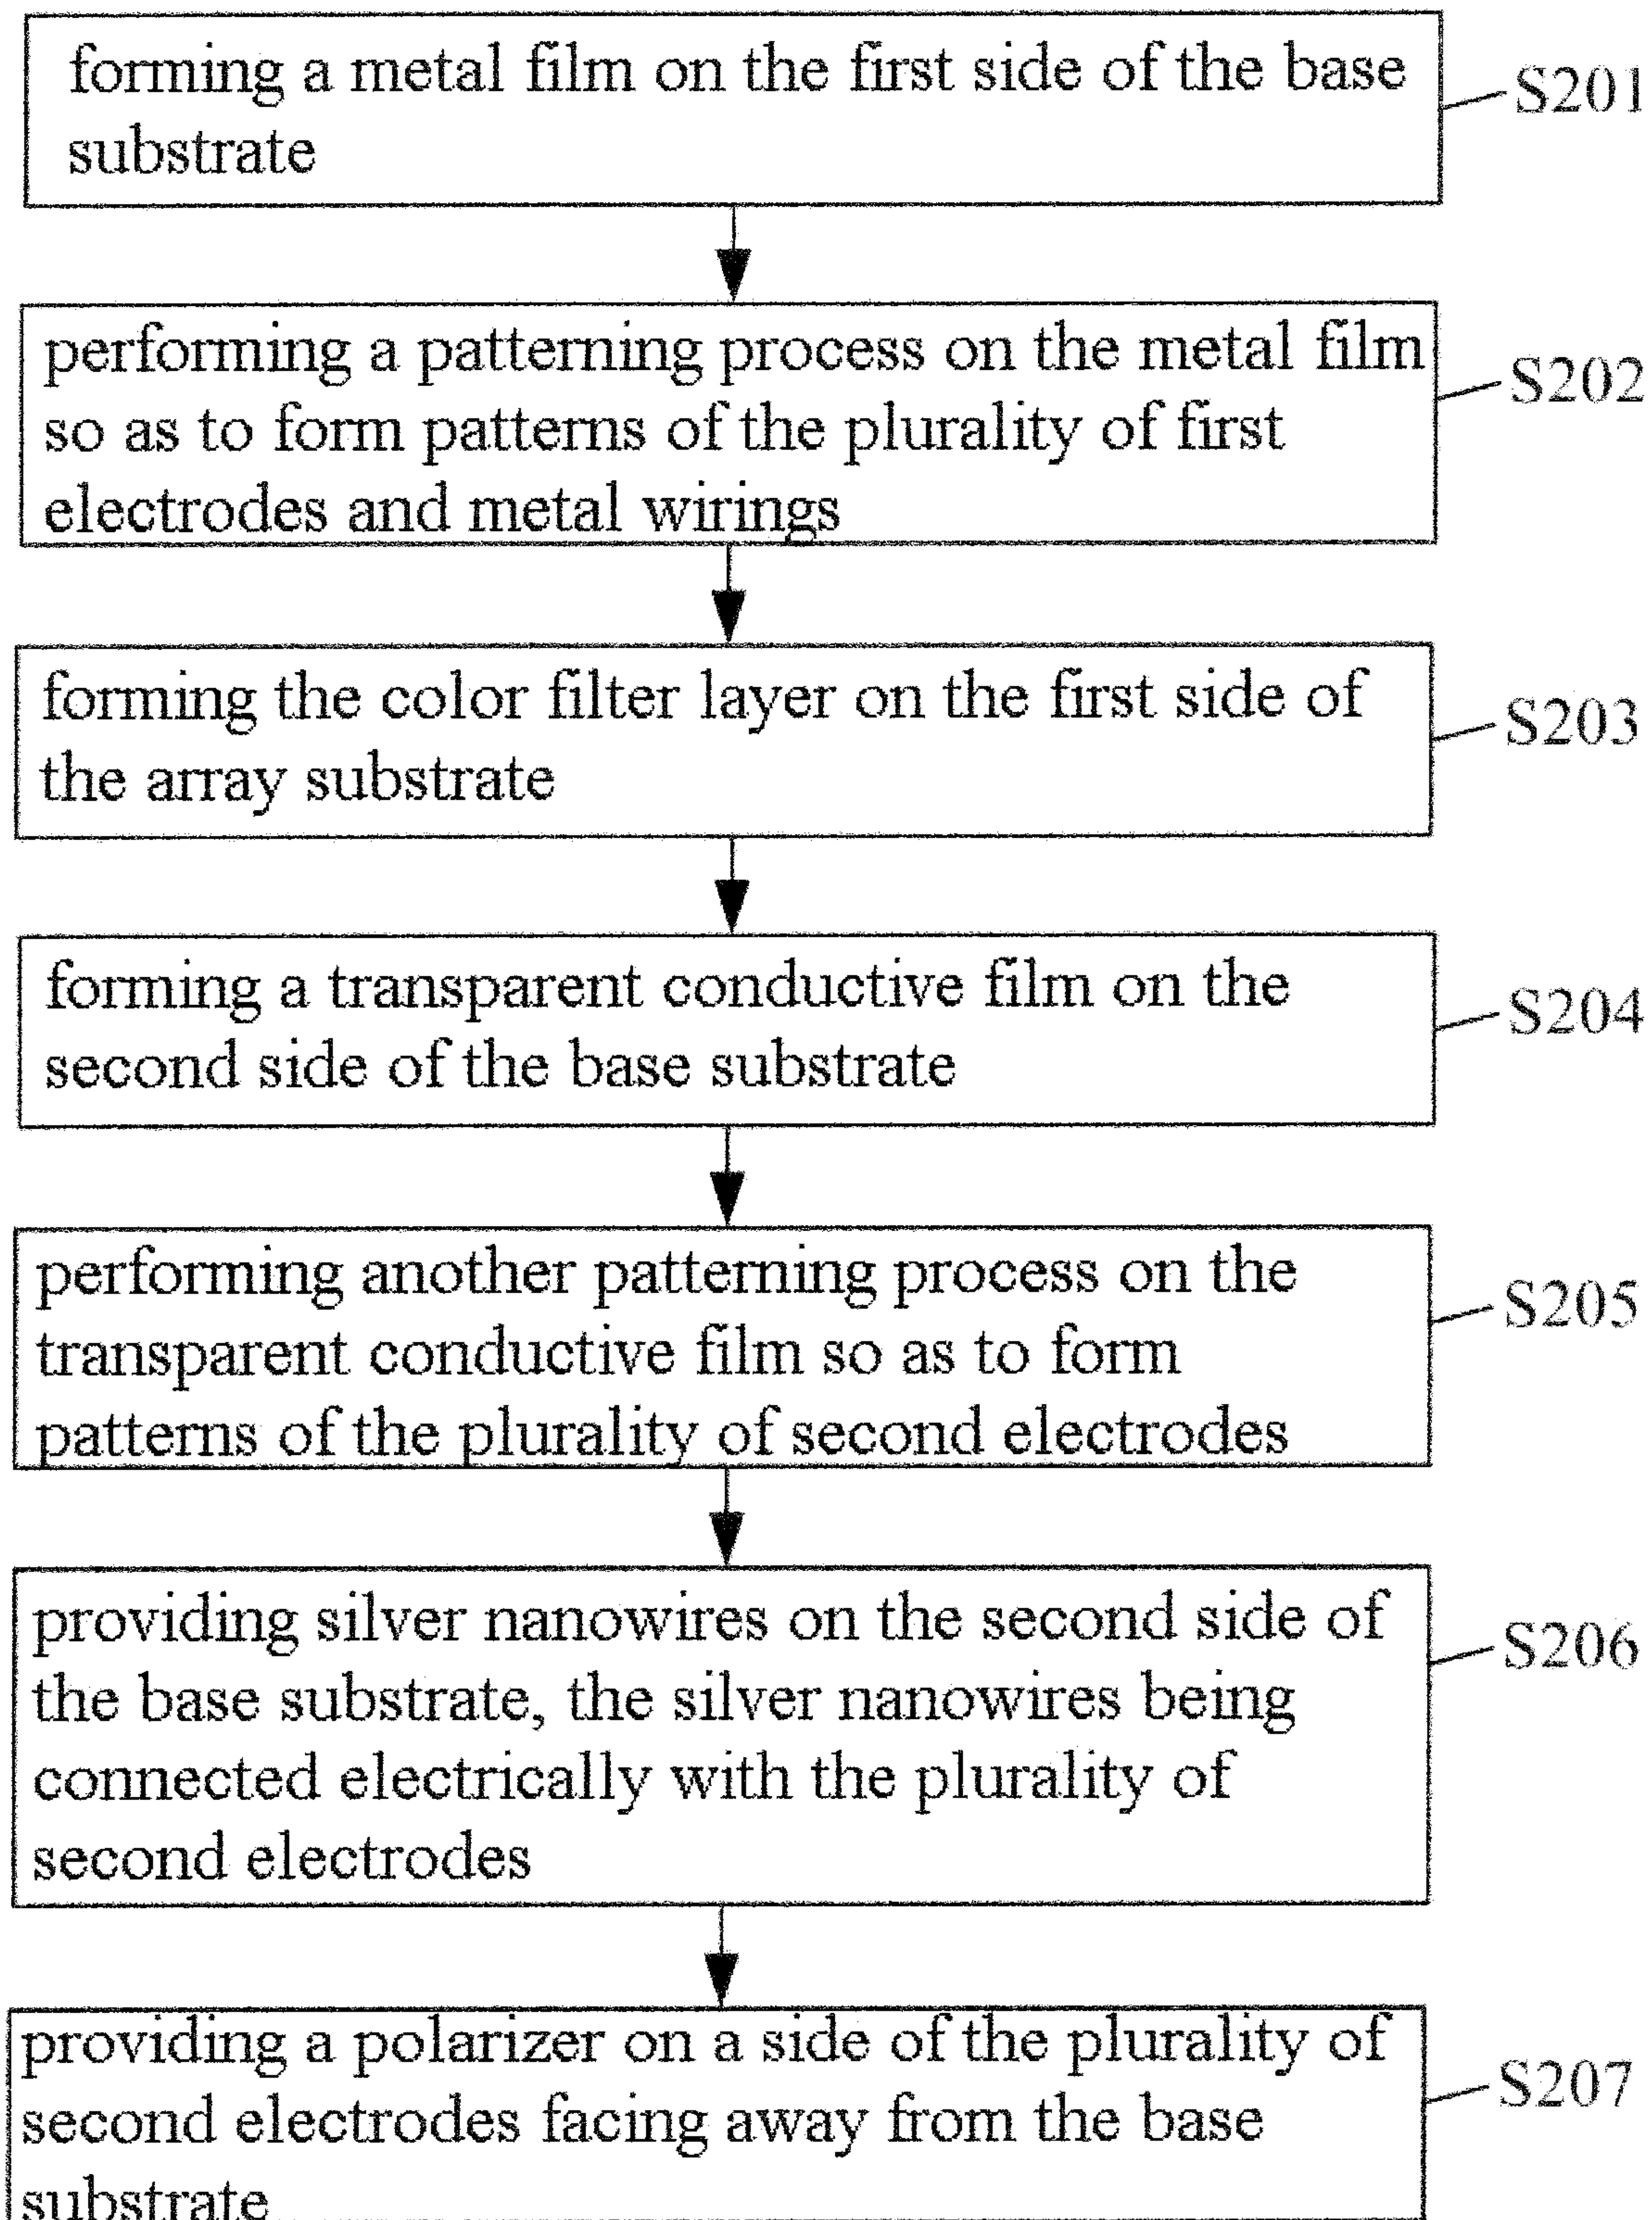 forming a metal film on the first side of the base
substrate
S201
performing a patterning process on the metal film
so as to form patterns of the plurality of first
electrodes and metal wirings
S202
forming the color filter layer on the first side of
the array substrate
S203
forming a transparent conductive film on the
second side of the base substrate
S204
performing another patterning process on the
transparent conductive film so as to form
patterns of the plurality of second electrodes
S205
providing silver nanowires on the second side of
the base substrate, the silver nanowires being
connected electrically with the plurality of
second electrodes
S206
providing a polarizer on a side of the plurality of
second electrodes facing away from the base
substrate
S207